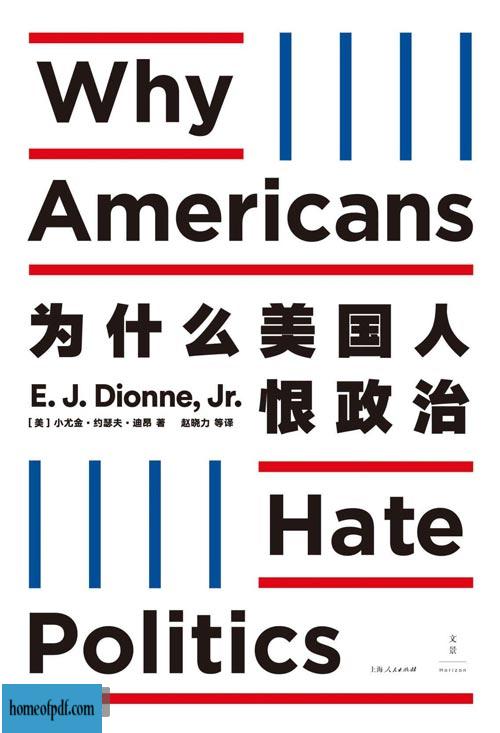 Why
Americans
为什么美国人
E. J. Dionne, Jr.
恨政治
[美] 小尤金·约瑟夫·迪昂 著 赵晓力 等译
Hate
Politics
上海人民出版社
文景
Horizon
homeofpdf.com